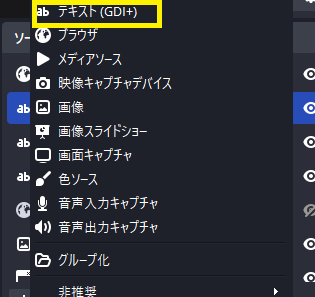 ソー
ab テキスト (GDI+)
ブラウザ
メディアソース
映像キャプチャデバイス
画像
画像スライドショー
画面キャプチャ
色ソース
音声入力キャプチャ
音声出力キャプチャ
グループ化
非推奨
ab
ab
ab